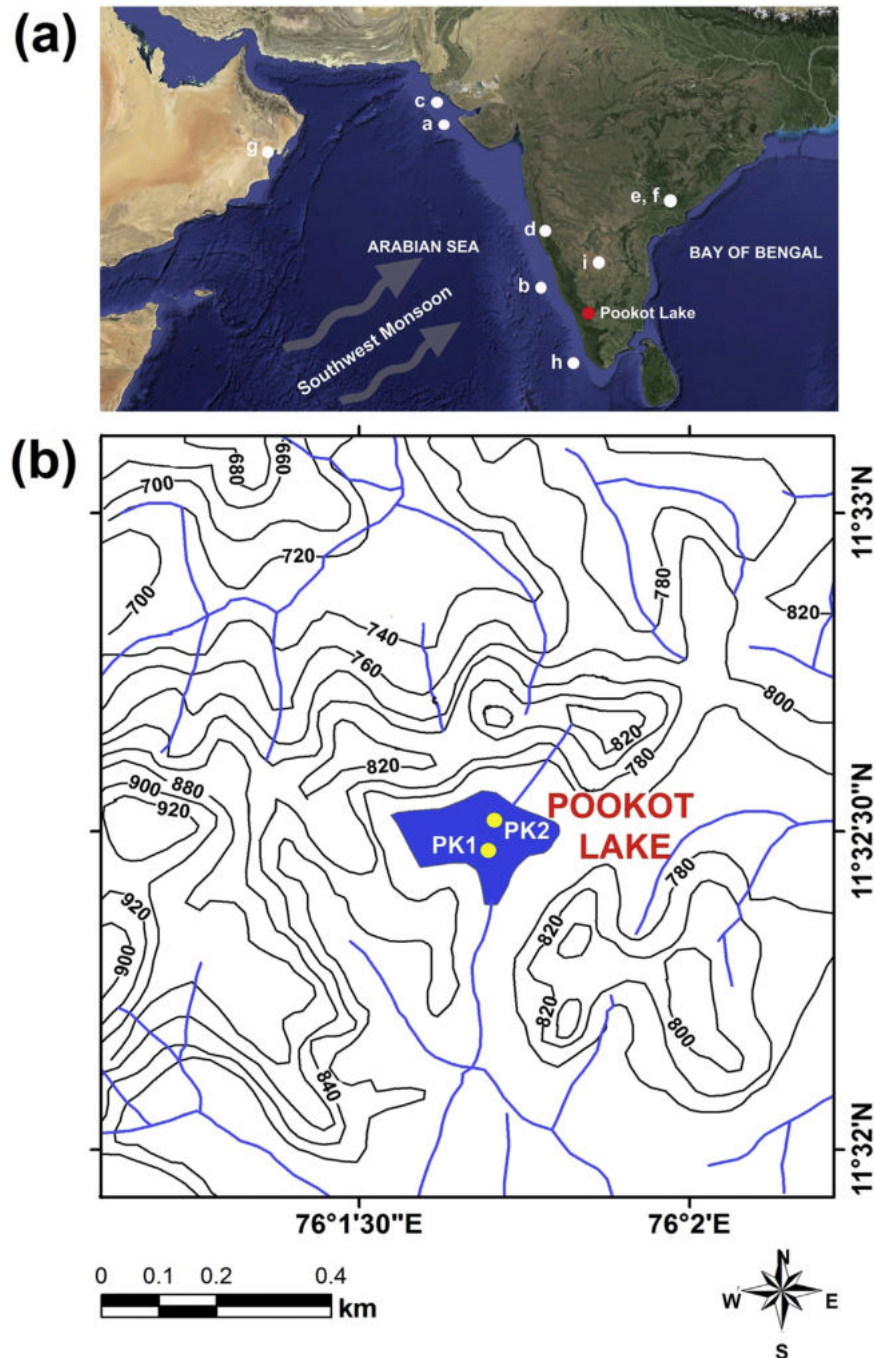 (a)
c
a
g
e, f
d
ARABIAN SEA
i
BAY OF BENGAL
b
Pookot Lake
Southwest Monsoon
h
(b)
680
660
700
11°33'N
720
780
700
820
740
760
800
820
820
780
880
900
920
POOKOT
LAKE
PK2
PK1
11°32'30"N
780
920
820
900
820
800
840
11°32'N
76°1'30"E
76°2'E
0 0.1 0.2 0.4
km
N
W E
S